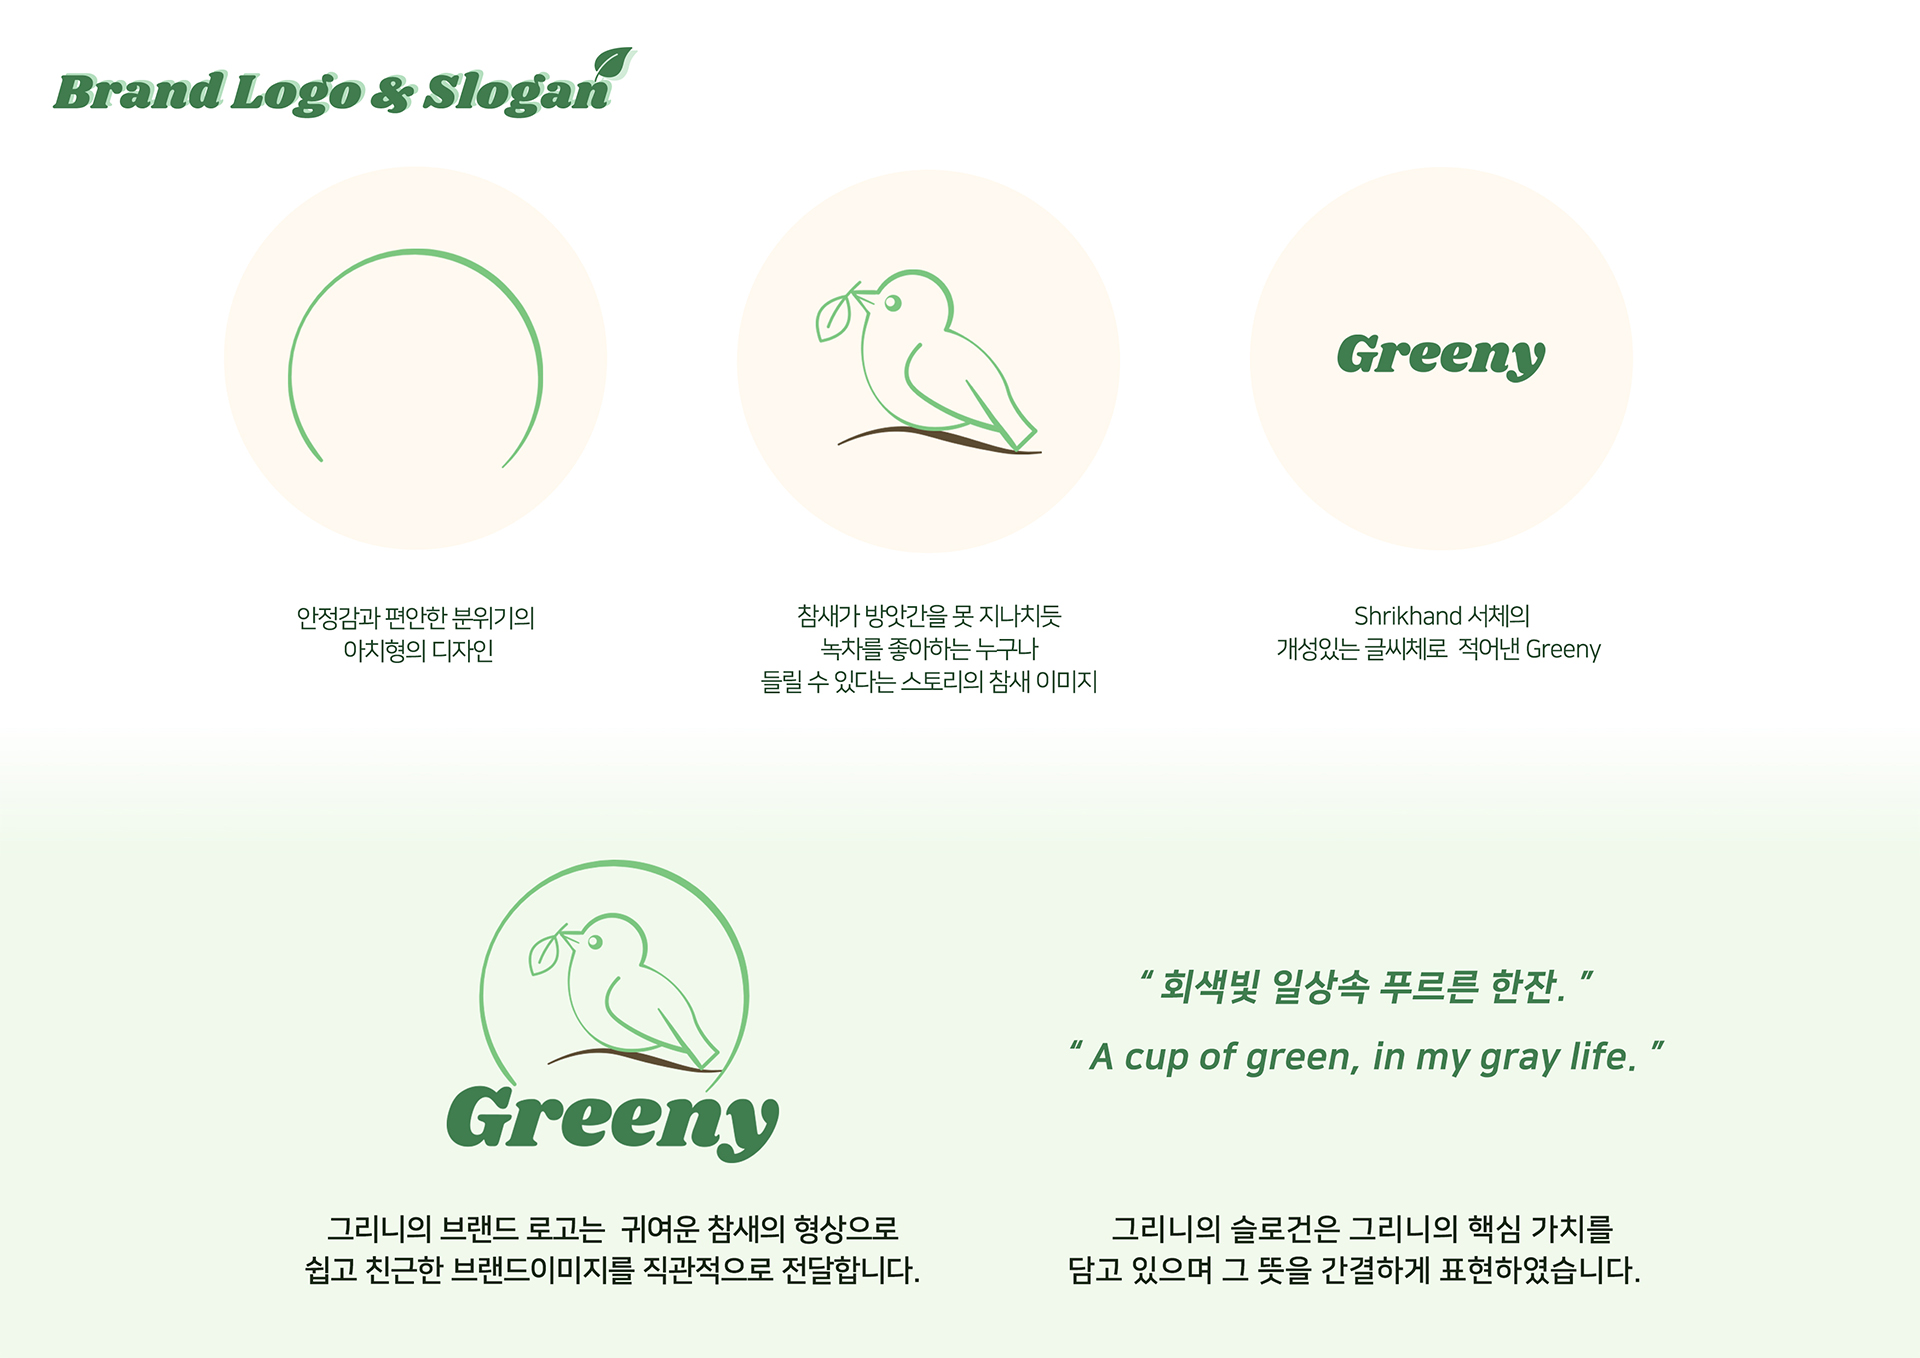 Brand Logo & Slogan
Greeny
안정감과 편안한 분위기의
아치형의 디자인
참새가 방앗간을 못 지나치듯
녹차를 좋아하는 누구나
들릴 수 있다는 스토리의 참새 이미지
Shrikhand 서체의
개성있는 글씨체로 적어낸 Greeny
Greeny
그리니의 브랜드 로고는 귀여운 참새의 형상으로
쉽고 친근한 브랜드이미지를 직관적으로 전달합니다.
“ 회색빛 일상속 푸르른 한잔. ”
“ A cup of green, in my gray life. ”
그리니의 슬로건은 그리니의 핵심 가치를
담고 있으며 그 뜻을 간결하게 표현하였습니다.